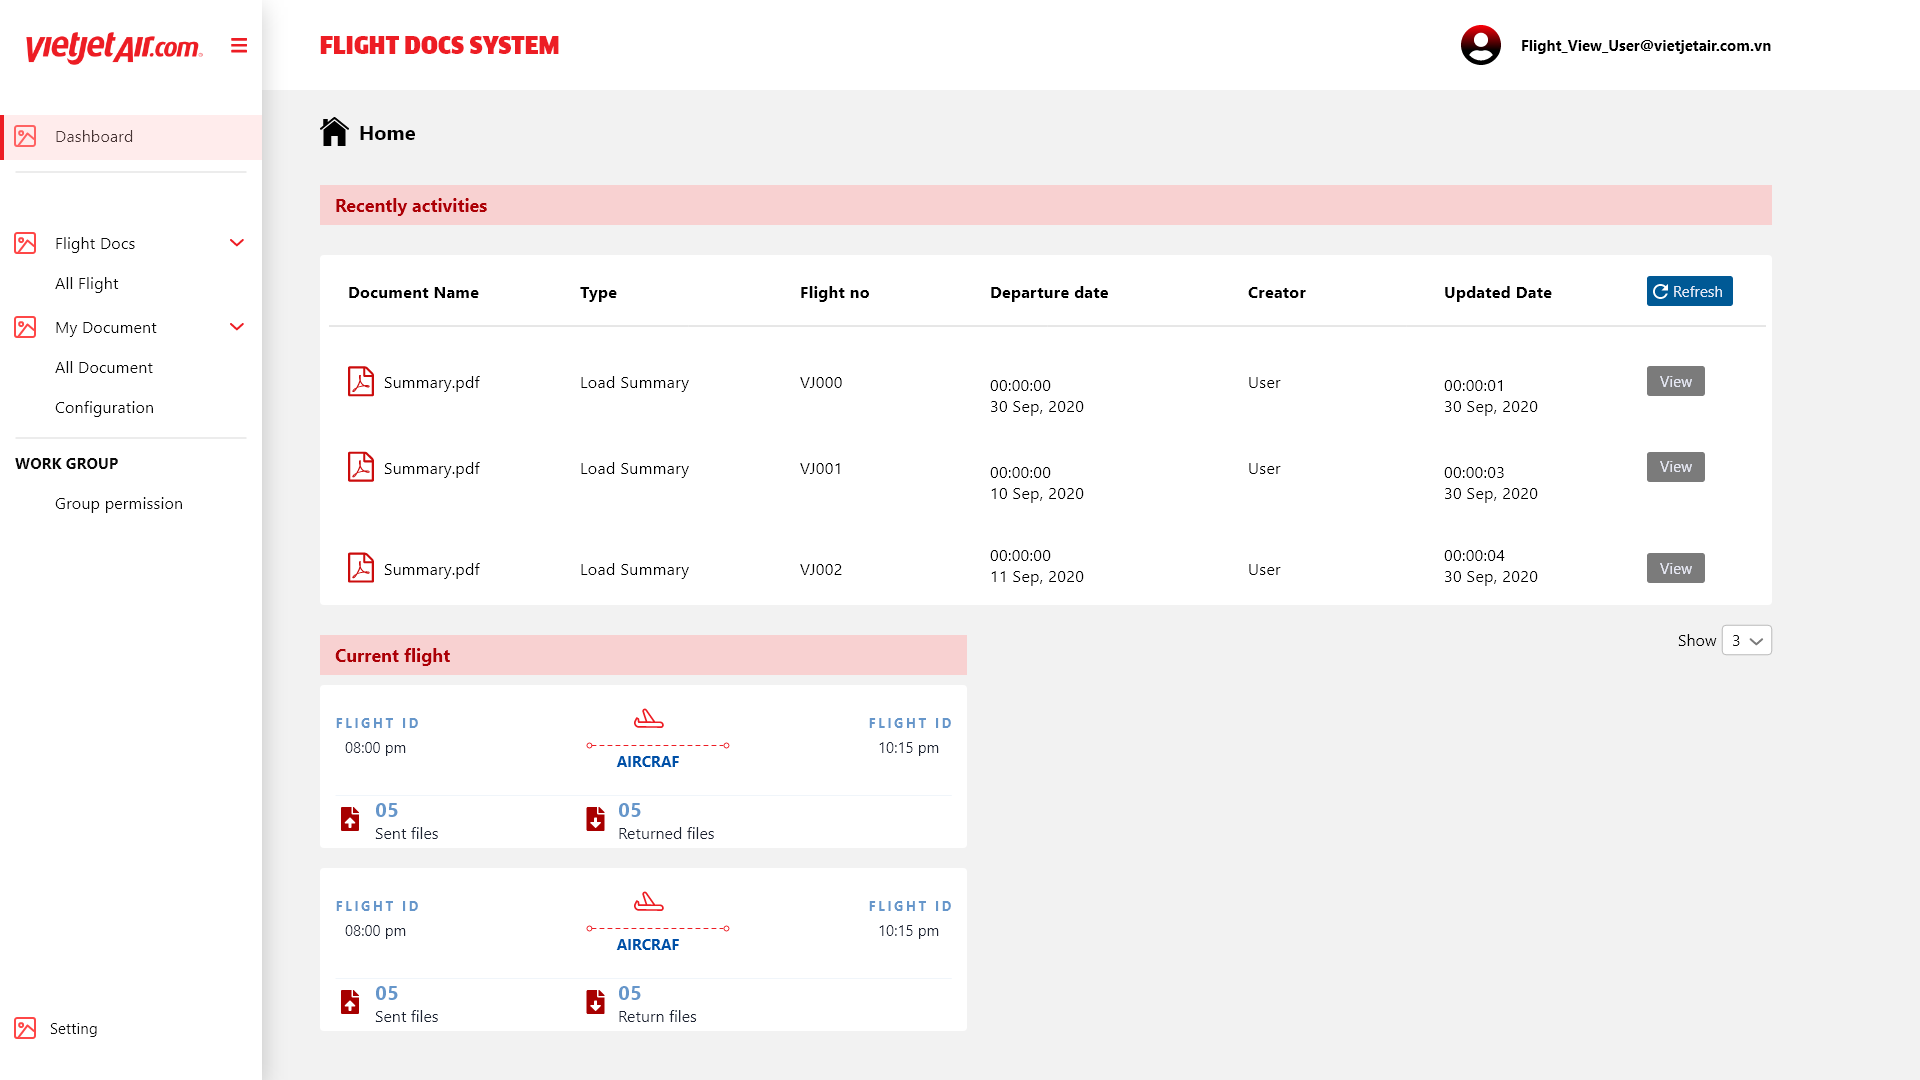 vietjetAir.com
FLIGHT DOCS SYSTEM
Flight_View_User@vietjetair.com.vn
Dashboard
Flight Docs
All Flight
My Document
All Document
Configuration
WORK GROUP
Group permission
Setting
Home
Recently activities
Document Name Type Flight no Departure date Creator Updated Date Refresh
Summary.pdf Load Summary VJ000 00:00:00 User 00:00:01 View
30 Sep, 2020 30 Sep, 2020
Summary.pdf Load Summary VJ001 00:00:00 User 00:00:03 View
10 Sep, 2020 30 Sep, 2020
Summary.pdf Load Summary VJ002 00:00:00 User 00:00:04 View
11 Sep, 2020 30 Sep, 2020
Show 3
Current flight
FLIGHT ID FLIGHT ID
08:00 pm 10:15 pm
AIRCRAF
05 05
Sent files Returned files
FLIGHT ID FLIGHT ID
08:00 pm 10:15 pm
AIRCRAF
05 05
Sent files Return files